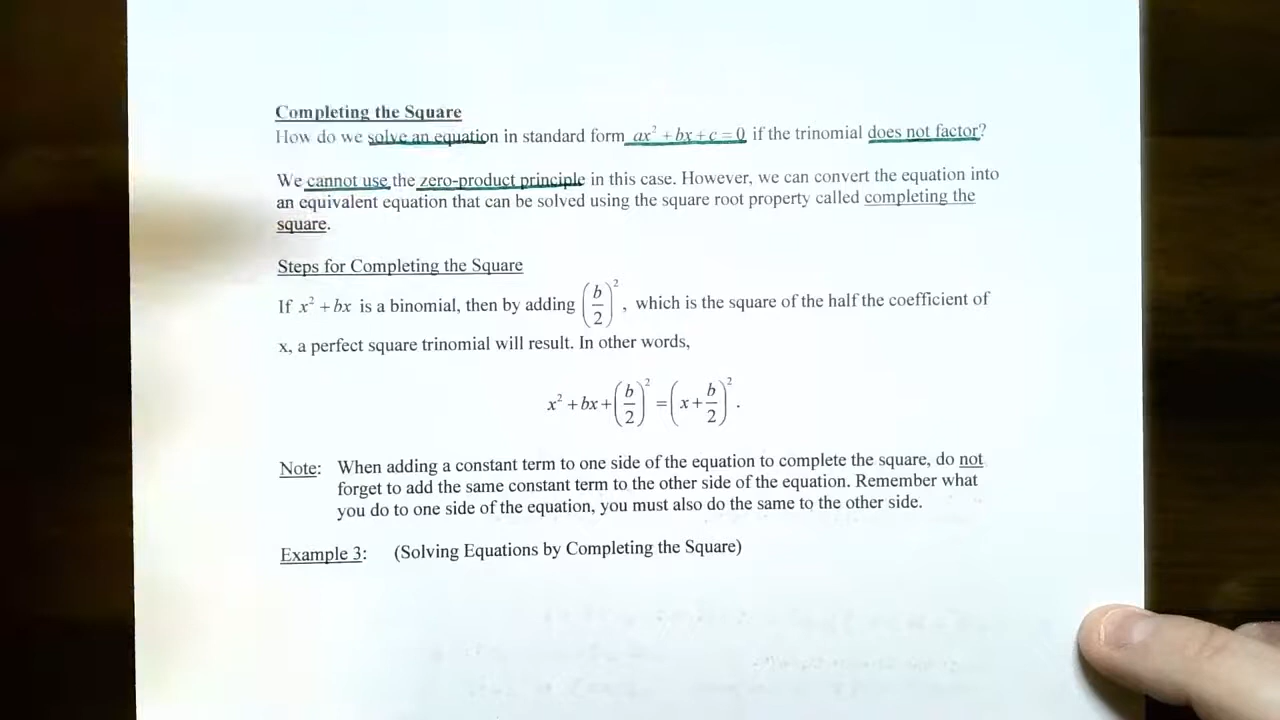 Completing the Square
How do we solve an equation in standard form ax² + bx + c = 0 if the trinomial does not factor?
We cannot use the zero-product principle in this case. However, we can convert the equation into
an equivalent equation that can be solved using the square root property called completing the
square.
Steps for Completing the Square
If x² + bx is a binomial, then by adding (b/2)², which is the square of the half the coefficient of
x, a perfect square trinomial will result. In other words,
x² + bx + (b/2)² = (x + b/2)².
Note: When adding a constant term to one side of the equation to complete the square, do not
forget to add the same constant term to the other side of the equation. Remember what
you do to one side of the equation, you must also do the same to the other side.
Example 3: (Solving Equations by Completing the Square)